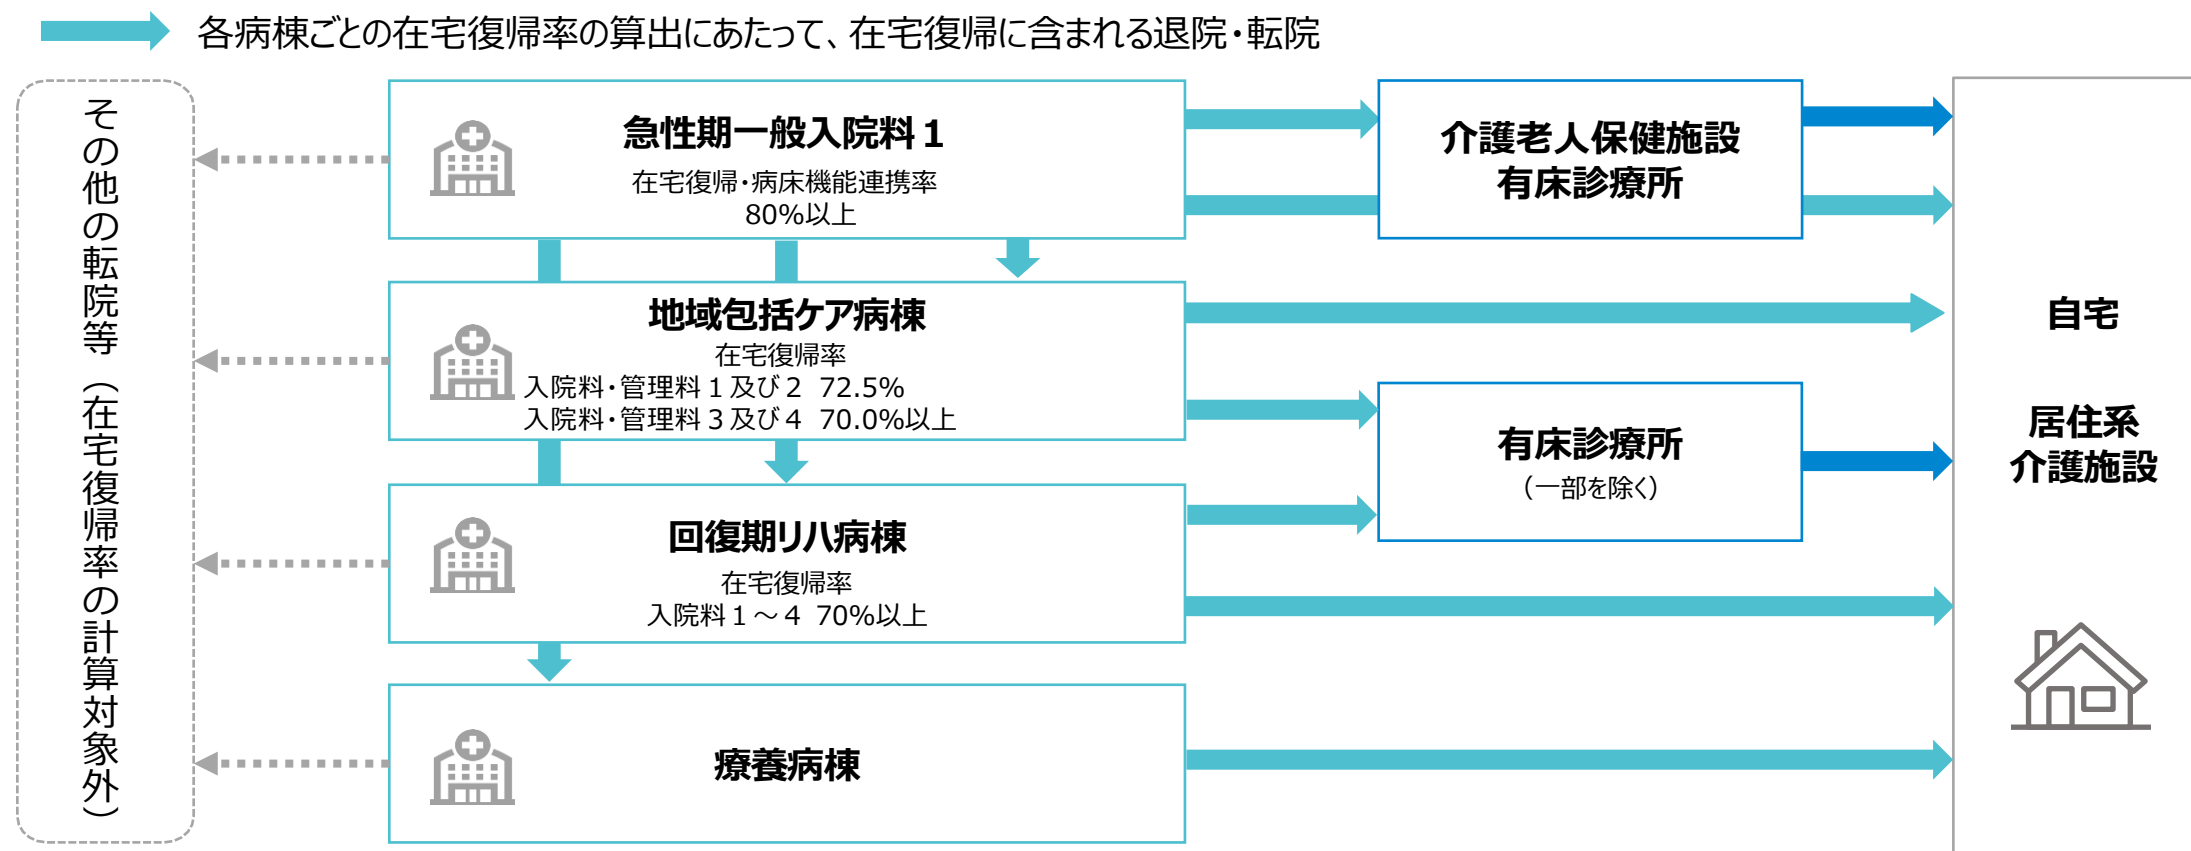 各病棟ごとの在宅復帰率の算出にあたって、在宅復帰に含まれる退院・転院
その他の転院等（在宅復帰率の計算対象外）
急性期一般入院料１
在宅復帰・病床機能連携率
80%以上
地域包括ケア病棟
在宅復帰率
入院料・管理料１及び２ 72.5%
入院料・管理料３及び４ 70.0%以上
回復期リハ病棟
在宅復帰率
入院料１～４ 70%以上
療養病棟
介護老人保健施設
有床診療所
有床診療所
（一部を除く）
自宅
居住系
介護施設